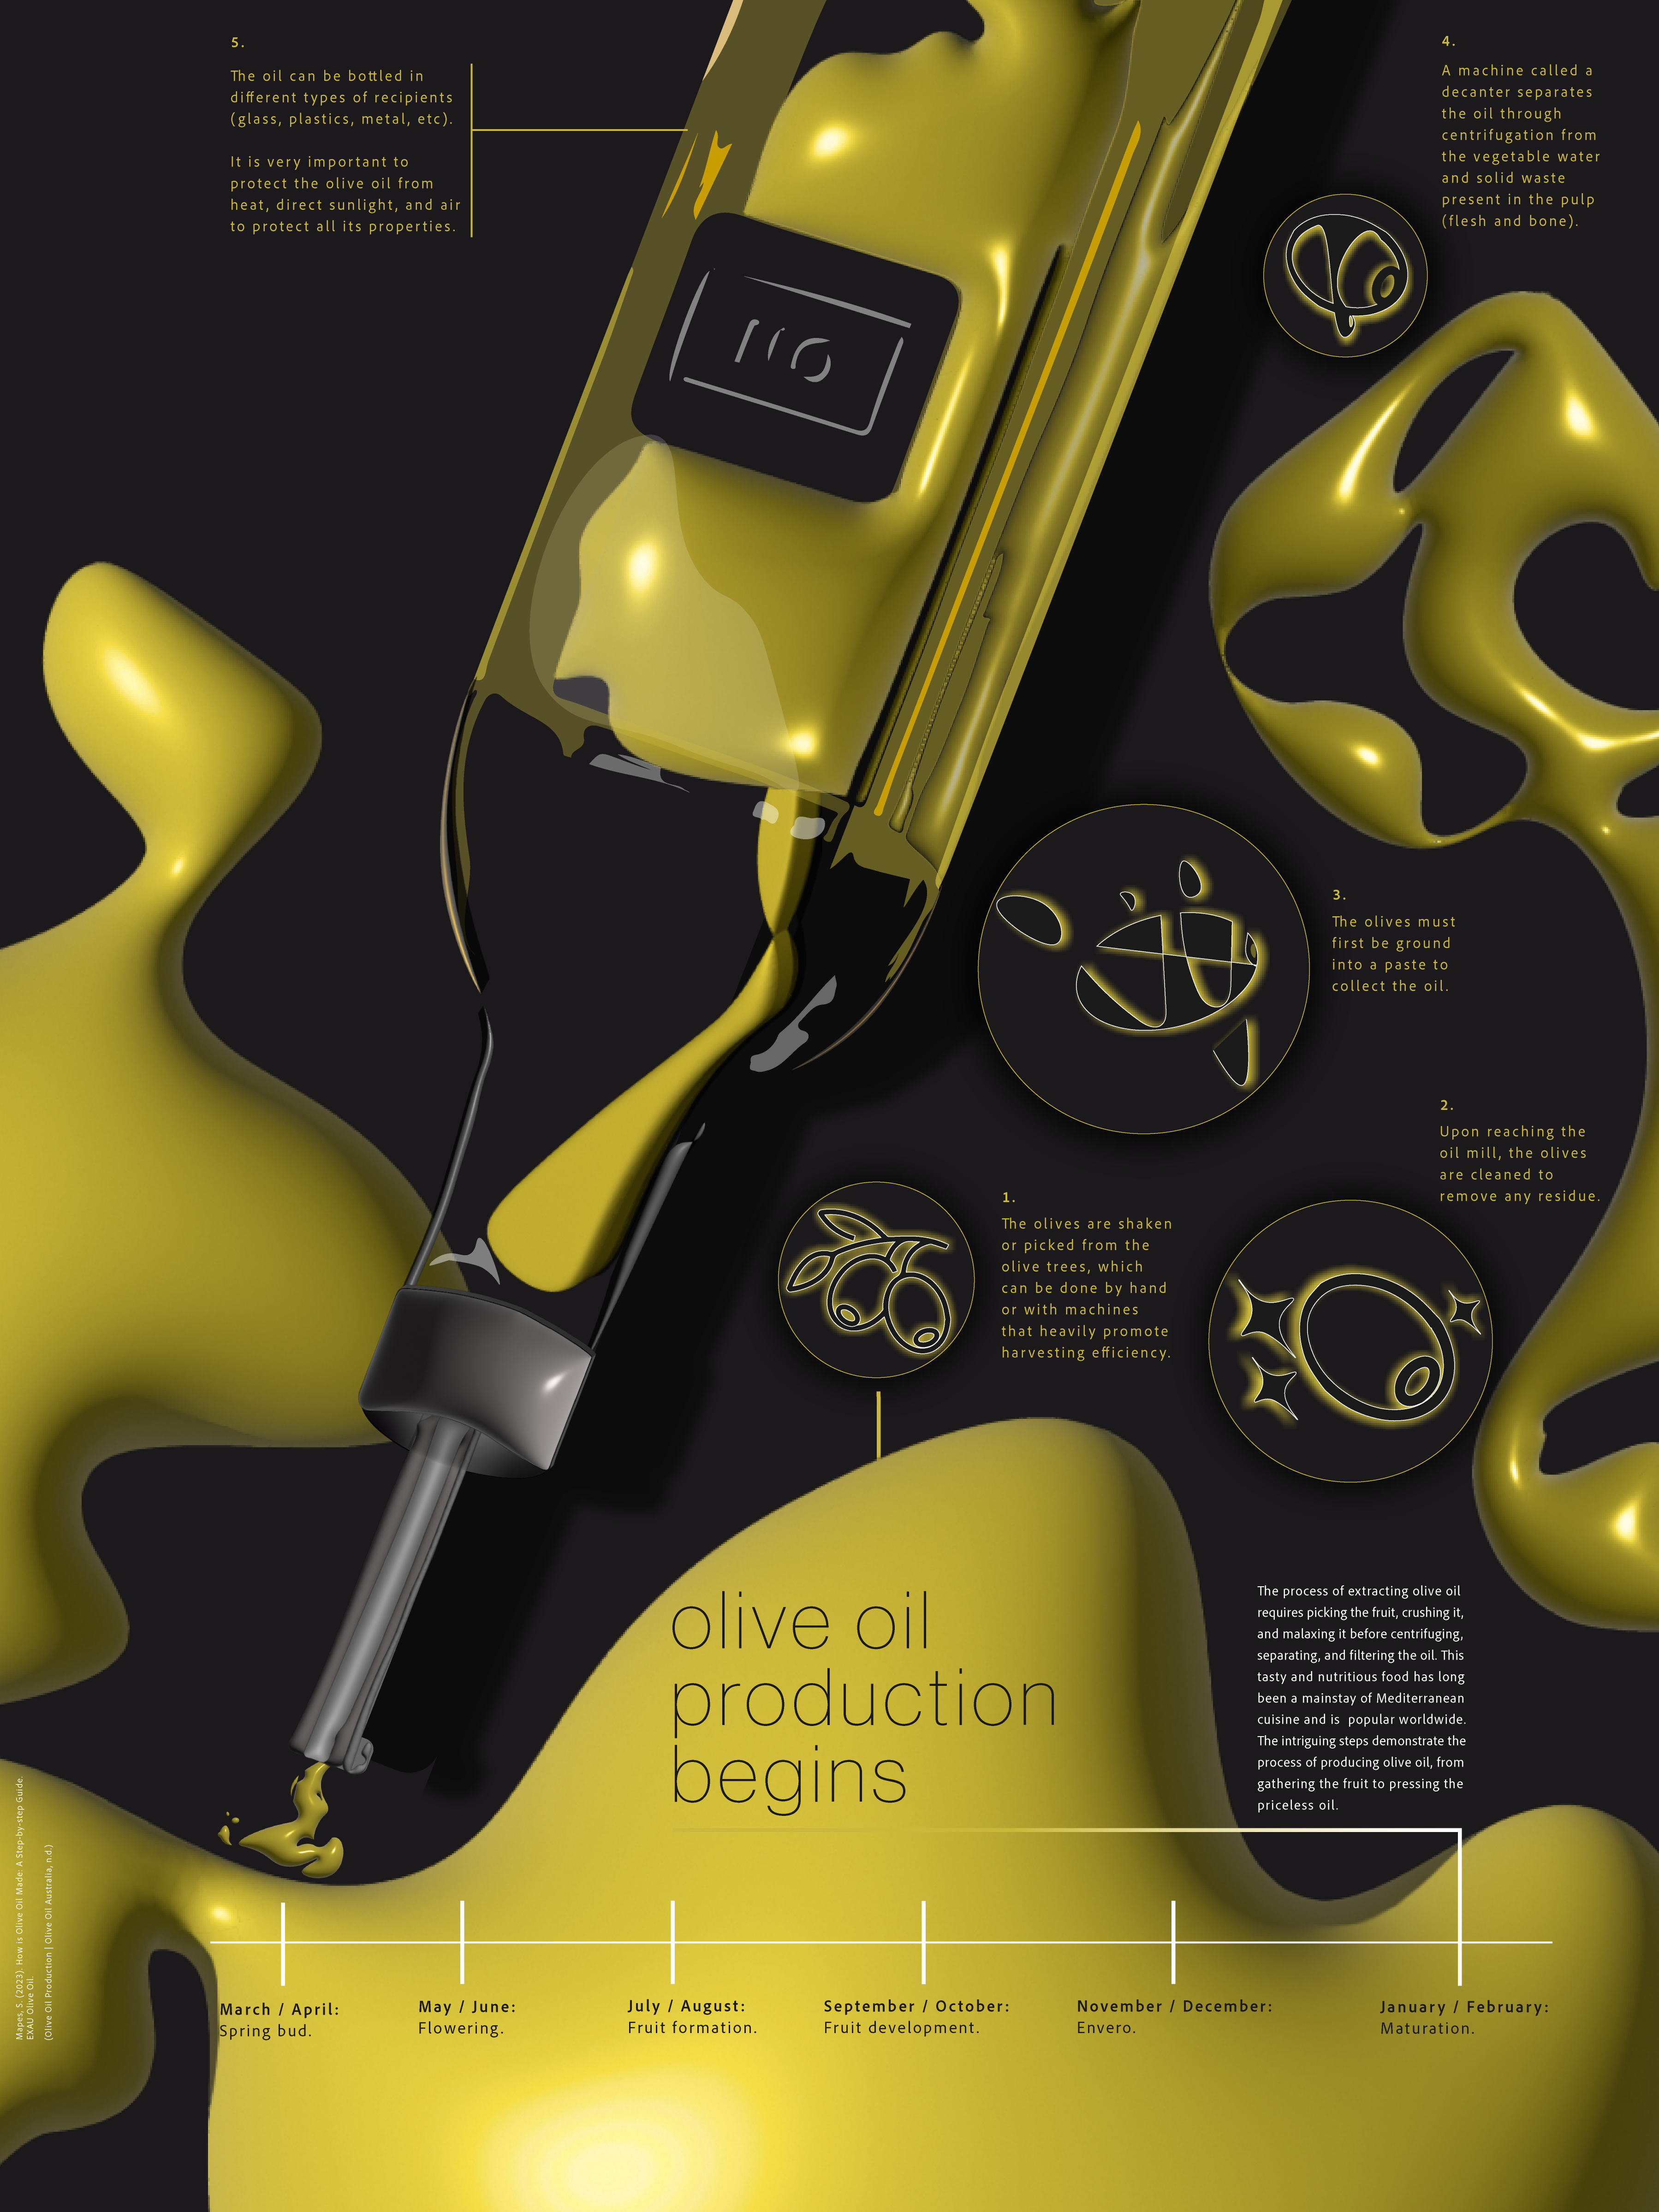 5.
The oil can be bottled in
different types of recipients
(glass, plastics, metal, etc).
It is very important to
protect the olive oil from
heat, direct sunlight, and air
to protect all its properties.
4.
A machine called a
decanter separates
the oil through
centrifugation from
the vegetable water
and solid waste
present in the pulp
(flesh and bone).
3.
The olives must
first be ground
into a paste to
collect the oil.
2.
Upon reaching the
oil mill, the olives
are cleaned to
remove any residue.
1.
The olives are shaken
or picked from the
olive trees, which
can be done by hand
or with machines
that heavily promote
harvesting efficiency.
olive oil
production
begins
The process of extracting olive oil
requires picking the fruit, crushing it,
and malaxing it before centrifuging,
separating, and filtering the oil. This
tasty and nutritious food has long
been a mainstay of Mediterranean
cuisine and is popular worldwide.
The intriguing steps demonstrate the
process of producing olive oil, from
gathering the fruit to pressing the
priceless oil.
March / April:
Spring bud.
May / June:
Flowering.
July / August:
Fruit formation.
September / October:
Fruit development.
November / December:
Envero.
January / February:
Maturation.
Mapes, S. (2023). How is Olive Oil Made: A Step-by-step Guide.
EXAU Olive Oil.
(Olive Oil Production | Olive Oil Australia, n.d.)